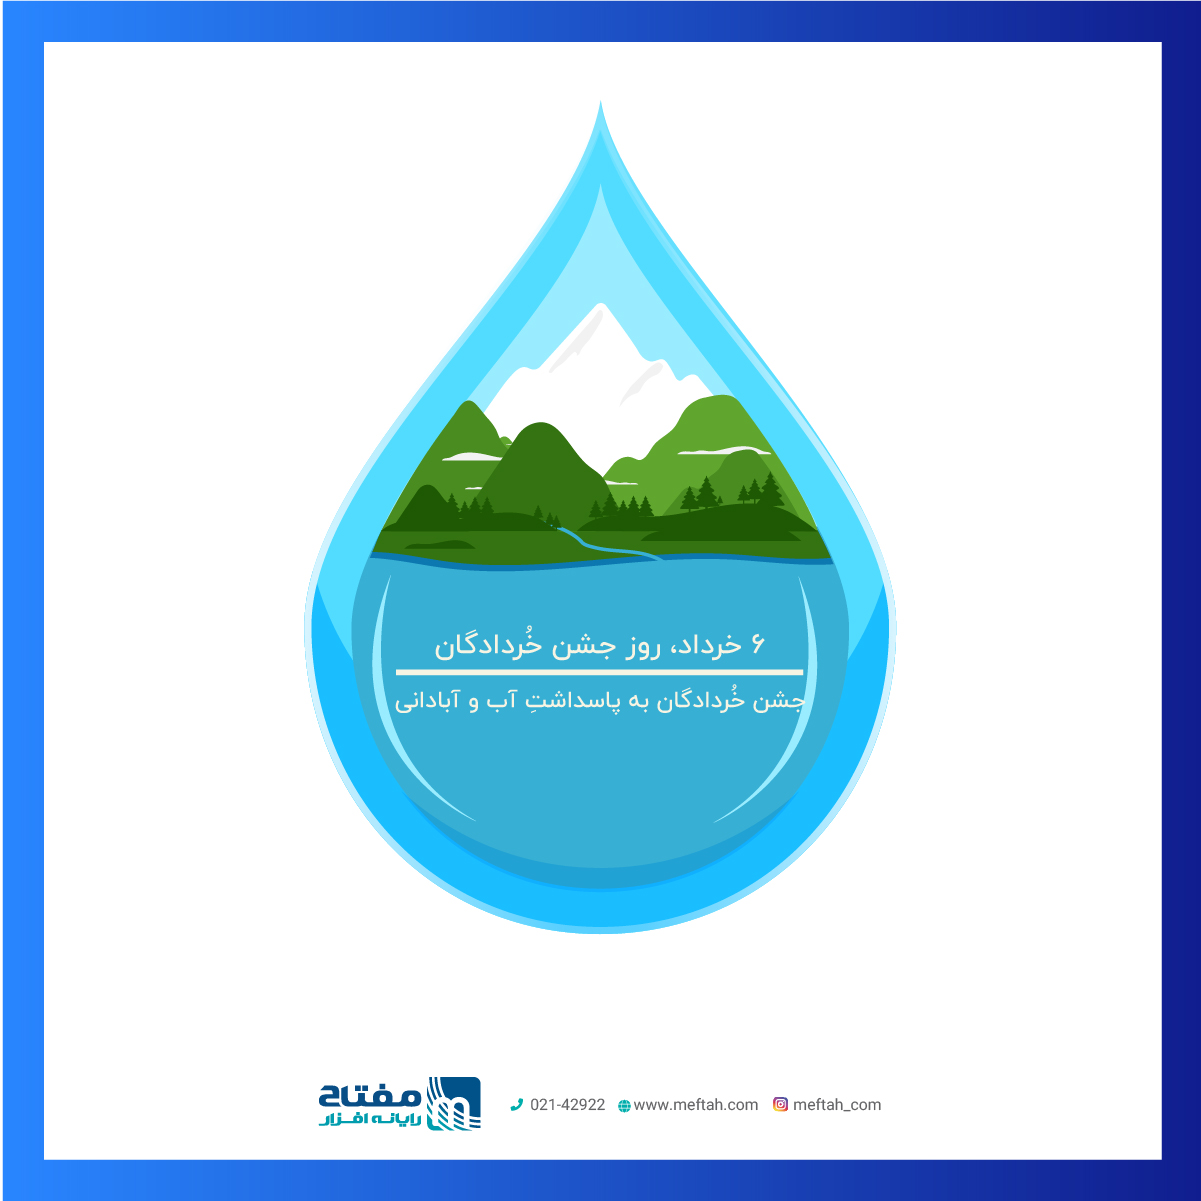 ۶ خرداد، روز جشن خُردادگان
جشن خُردادگان به پاسداشتِ آب و آبادانی
مفتاح
رایانه افزار
021-42922 www.meftah.com meftah_com